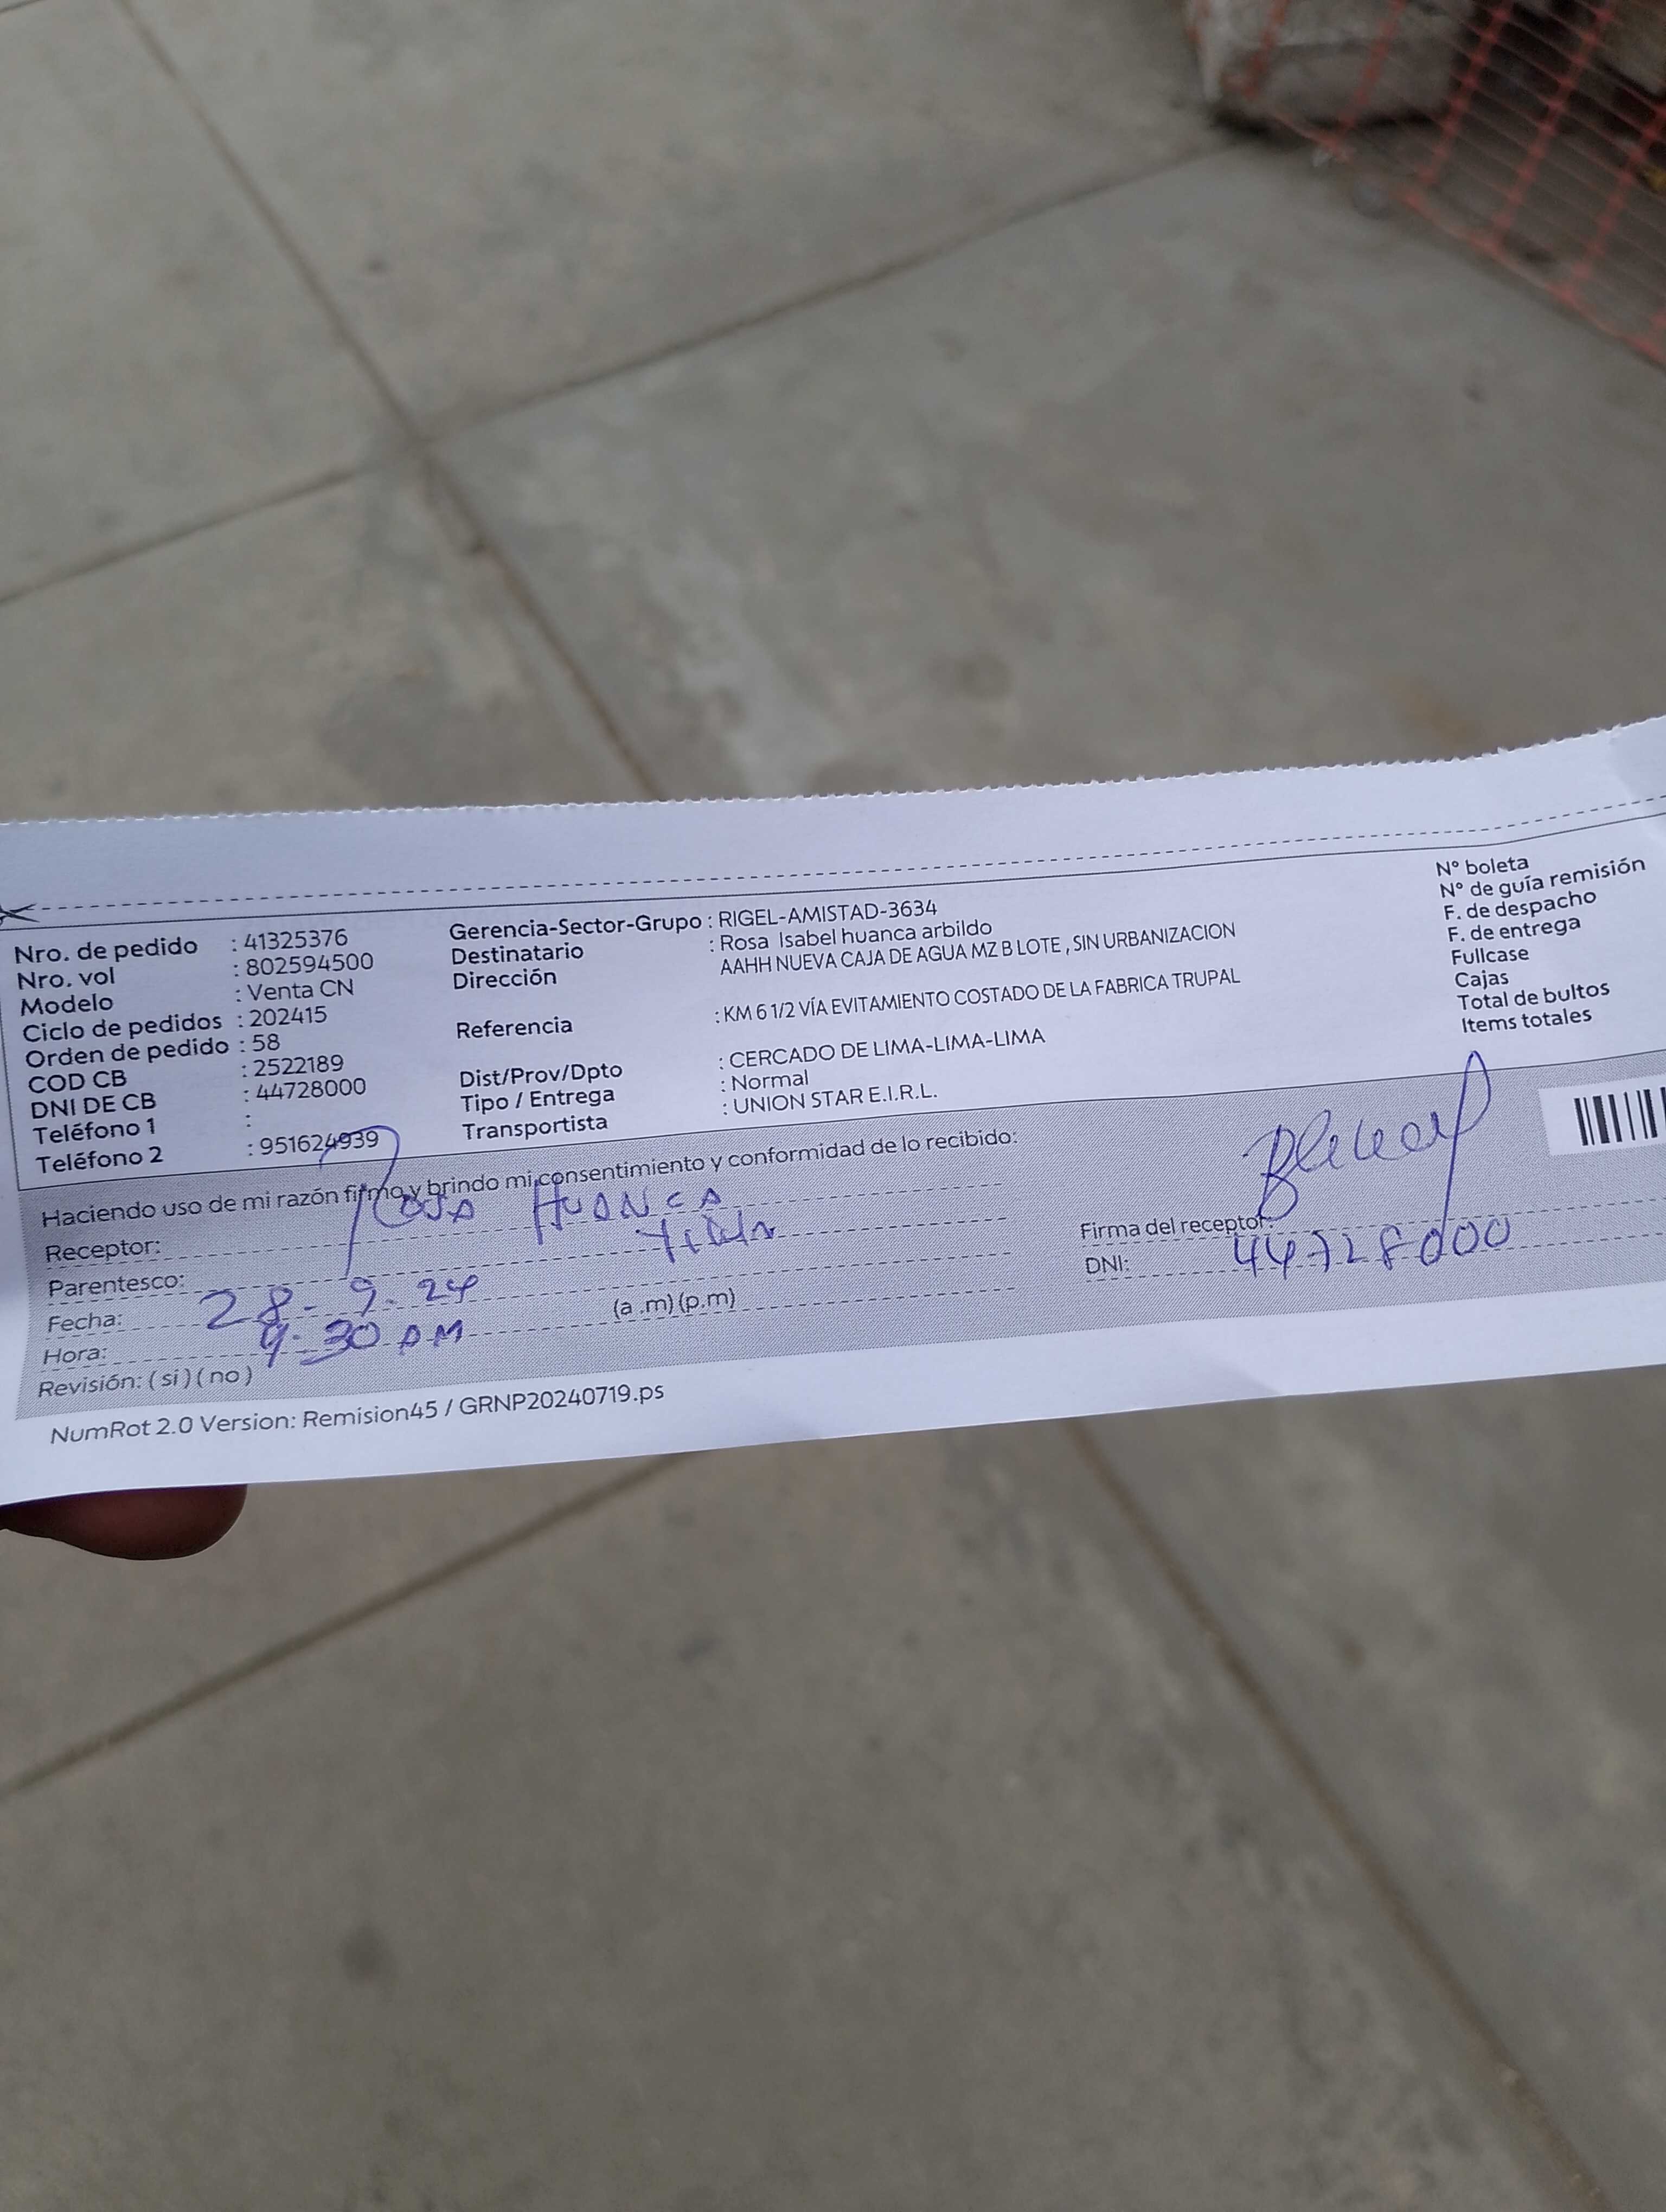 Nro. de pedido : 41325376
Nro. vol : 802594500
Modelo : Venta CN
Ciclo de pedidos : 202415
Orden de pedido : 58
COD CB : 2522189
DNI DE CB : 44728000
Teléfono 1 :
Teléfono 2 : 951624939
Gerencia-Sector-Grupo : RIGEL-AMISTAD-3634
Destinatario : Rosa Isabel huanca arbildo
Dirección AAHH NUEVA CAJA DE AGUA MZ B LOTE , SIN URBANIZACION
Referencia : KM 6 1/2 VÍA EVITAMIENTO COSTADO DE LA FABRICA TRUPAL
Dist/Prov/Dpto : CERCADO DE LIMA-LIMA-LIMA
Tipo / Entrega : Normal
Transportista : UNION STAR E.I.R.L.
N° boleta
N° de guía remisión
F. de despacho
F. de entrega
Fullcase
Cajas
Total de bultos
Items totales
Haciendo uso de mi razón firmo y brindo mi consentimiento y conformidad de lo recibido:
Receptor: Rosa HUANCA
Parentesco:
Fecha: 28-9-24
Hora: 9:30 AM (a .m) (p.m)
Revisión: ( si ) ( no )
Firma del receptor:
DNI: 44728000
NumRot 2.0 Version: Remision45 / GRNP20240719.ps